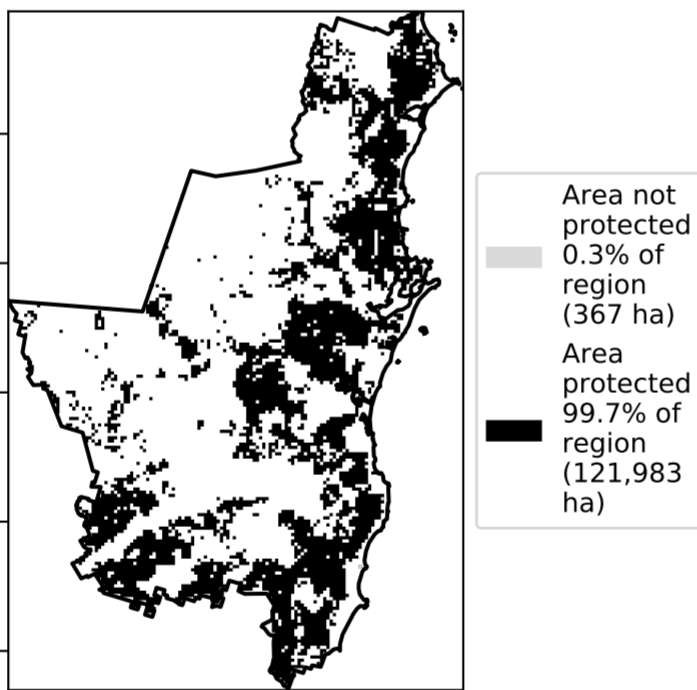 Area not
protected
0.3% of
region
(367 ha)
Area
protected
99.7% of
region
(121,983
ha)